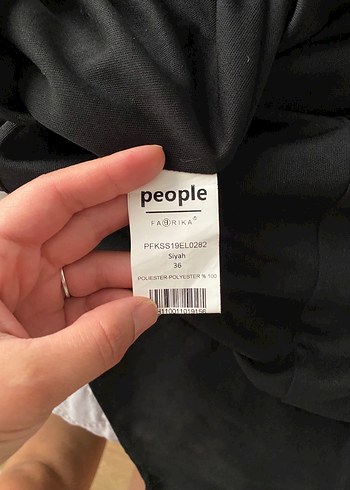 people
FABRIKA®
PFKSS19EL0282
Siyah
36
POLIESTER-POLYESTER % 100